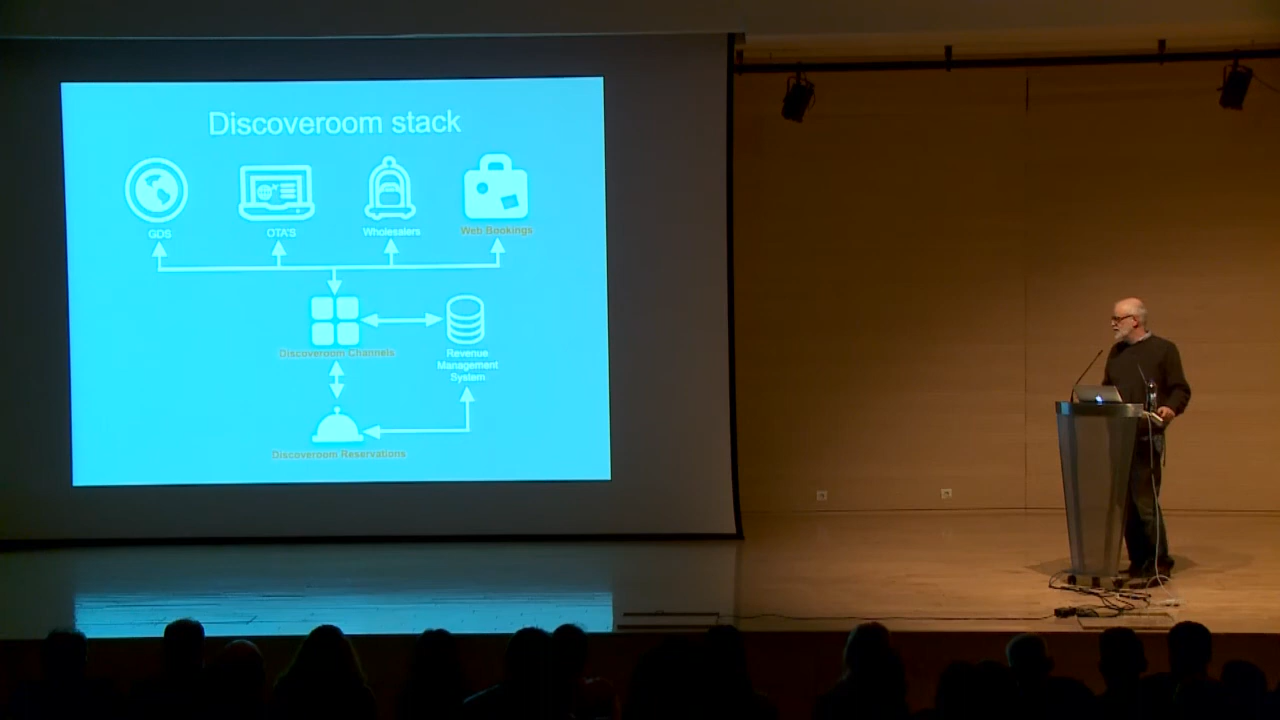 Discoveroom stack
GDS
OTA'S
Wholesalers
Web Bookings
Discoveroom Channels
Revenue
Management
System
Discoveroom Reservations